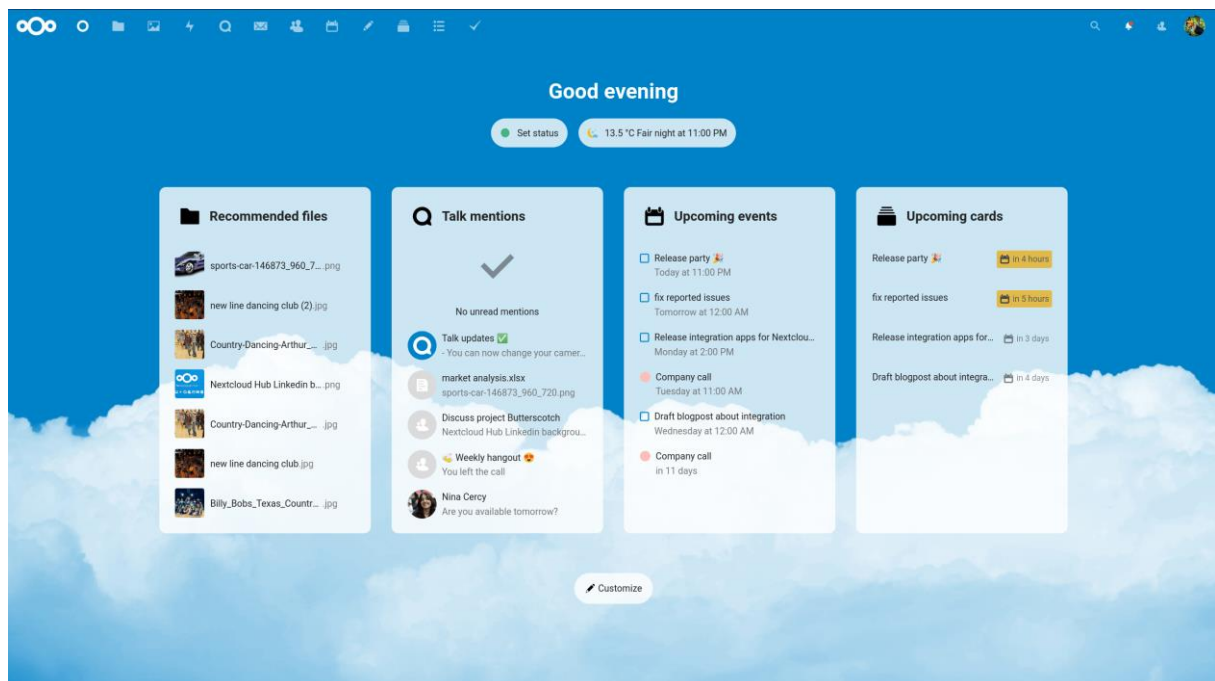 Good evening
Set status
13.5 °C Fair night at 11:00 PM
Recommended files
sports-car-146873_960_7... .png
new line dancing club (2).jpg
Country-Dancing-Arthur_... .jpg
Nextcloud Hub Linkedin b... .png
Country-Dancing-Arthur_... .jpg
new line dancing club.jpg
Billy_Bobs_Texas_Countr... .jpg
Talk mentions
No unread mentions
Talk updates ✅
- You can now change your camer...
market analysis.xlsx
sports-car-146873_960_720.png
Discuss project Butterscotch
Nextcloud Hub Linkedin backgrou...
Weekly hangout 😍
You left the call
Nina Cercy
Are you available tomorrow?
Upcoming events
Release party 🎉
Today at 11:00 PM
fix reported issues
Tomorrow at 12:00 AM
Release integration apps for Nextclou...
Monday at 2:00 PM
Company call
Tuesday at 11:00 AM
Draft blogpost about integration
Wednesday at 12:00 AM
Company call
in 11 days
Upcoming cards
Release party 🎉 in 4 hours
fix reported issues in 5 hours
Release integration apps for... in 3 days
Draft blogpost about integra... in 4 days
Customize